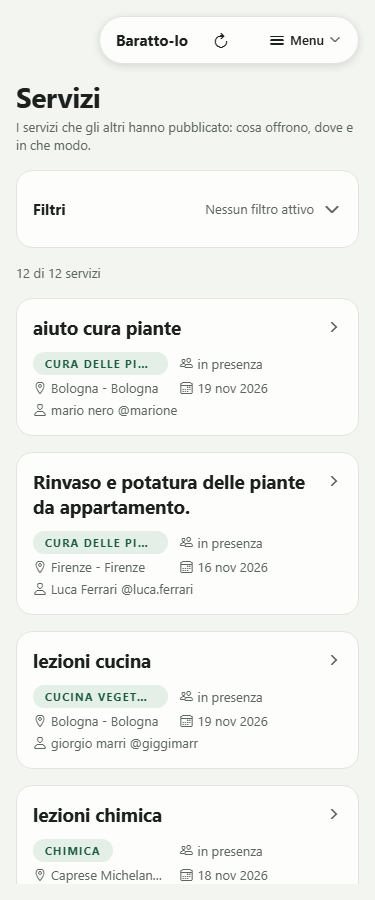 Baratto-lo
Menu
Servizi
I servizi che gli altri hanno pubblicato: cosa offrono, dove e
in che modo.
Filtri
Nessun filtro attivo
12 di 12 servizi
aiuto cura piante
CURA DELLE PI...
in presenza
Bologna - Bologna
19 nov 2026
mario nero @marione
Rinvaso e potatura delle piante
da appartamento.
CURA DELLE PI...
in presenza
Firenze - Firenze
16 nov 2026
Luca Ferrari @luca.ferrari
lezioni cucina
CUCINA VEGET...
in presenza
Bologna - Bologna
19 nov 2026
giorgio marri @giggimarr
lezioni chimica
CHIMICA
in presenza
Caprese Michelan...
18 nov 2026